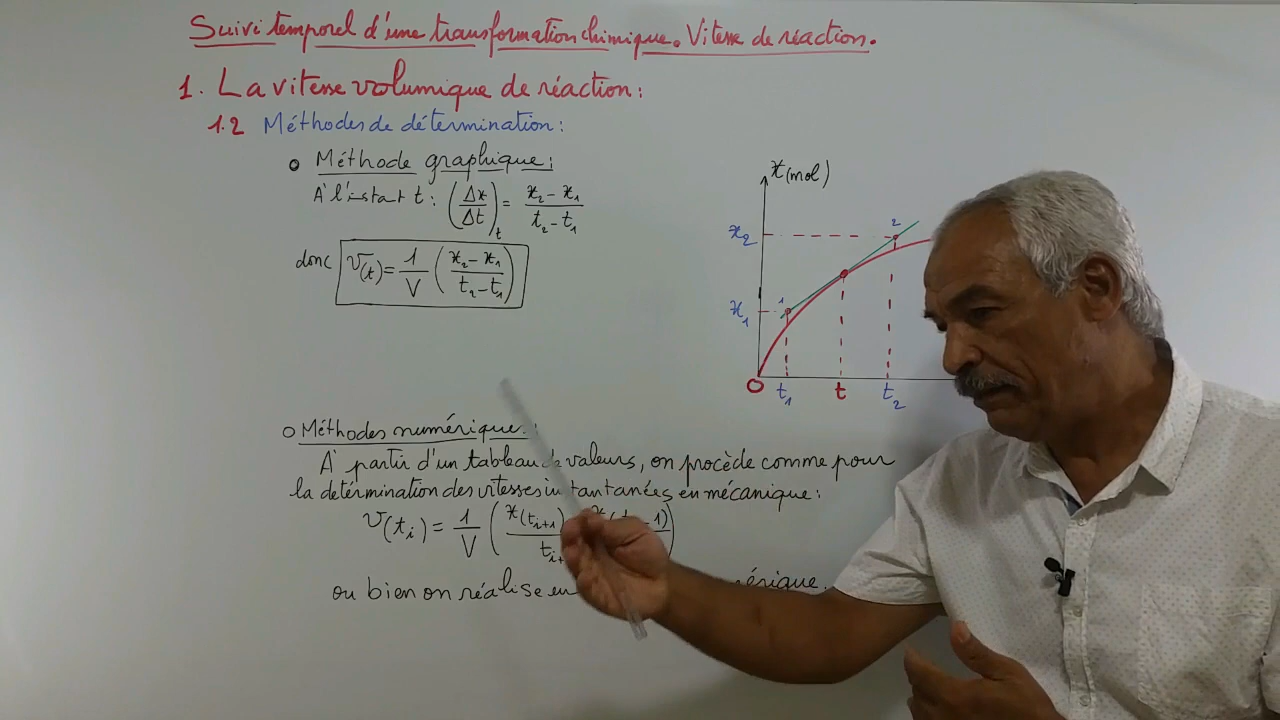 Suivi temporel d'une transformation chimique. Vitesse de réaction.
1. La vitesse volumique de réaction:
1.2 Méthodes de détermination:
o Méthode graphique:
A l'instant t: (Δx/Δt)t = (x2 - x1)/(t2 - t1)
donc v(t) = 1/V ((x2 - x1)/(t2 - t1))
x(mol)
x2
2
x1
1
O t1 t t2
o Méthodes numérique:
A partir d'un tableau de valeurs, on procède comme pour
la détermination des vitesses instantanées en mécanique:
v(ti) = 1/V (x(ti+1)
ou bien on réalise